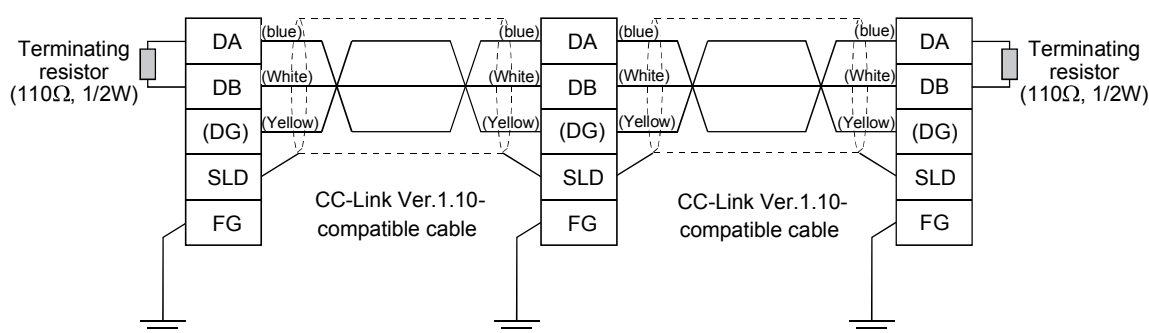 Terminating
resistor
(110Ω, 1/2W)
DA
DB
(DG)
SLD
FG
(blue)
(White)
(Yellow)
(blue)
(White)
(Yellow)
CC-Link Ver.1.10-
compatible cable
DA
DB
(DG)
SLD
FG
(blue)
(White)
(Yellow)
(blue)
(White)
(Yellow)
CC-Link Ver.1.10-
compatible cable
DA
DB
(DG)
SLD
FG
Terminating
resistor
(110Ω, 1/2W)